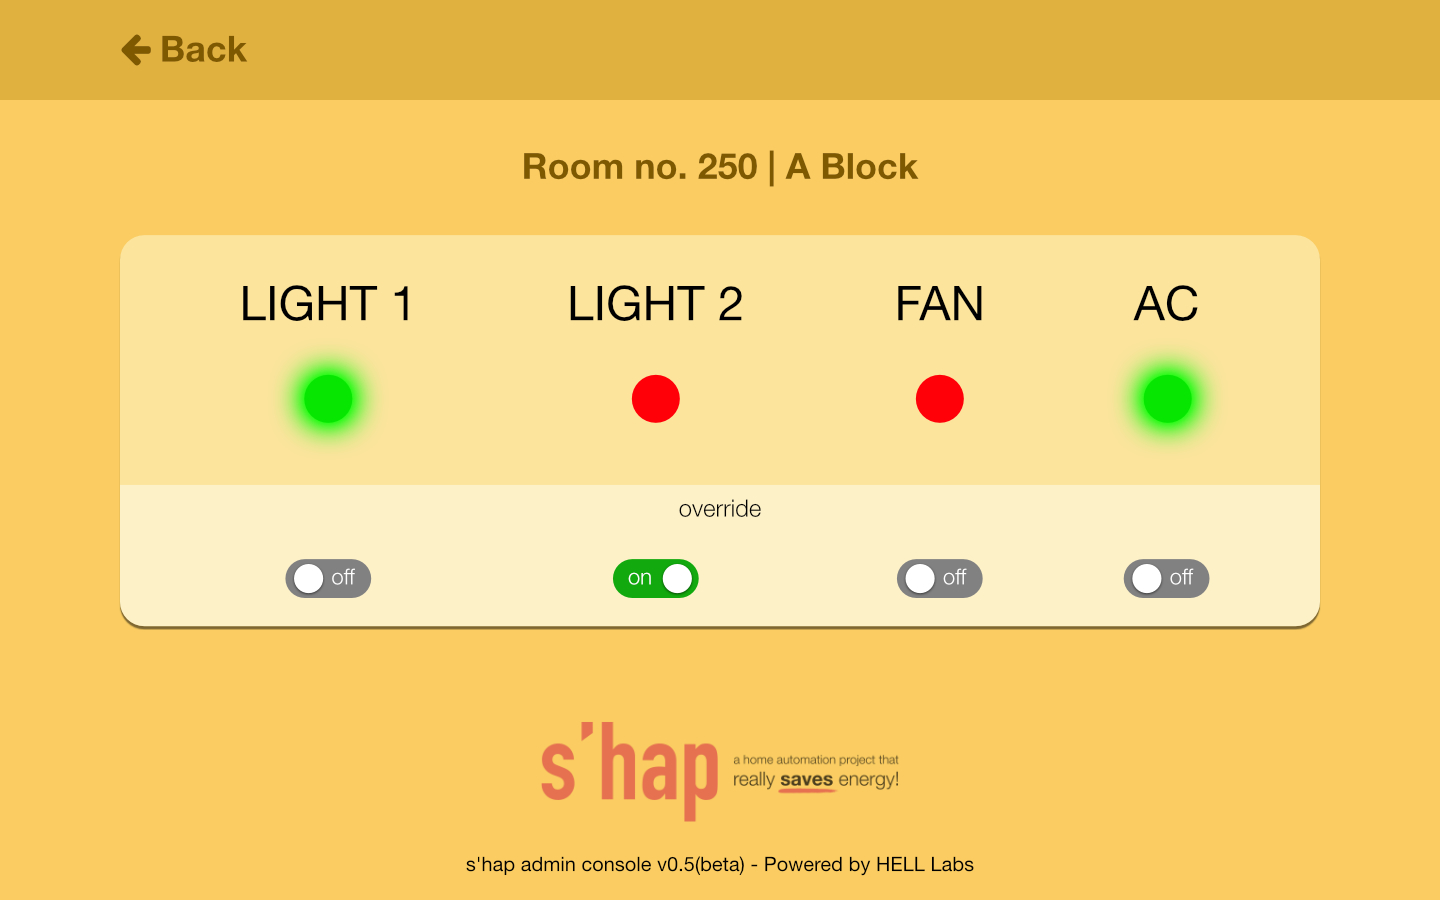 Back
Room no. 250 | A Block
LIGHT 1 LIGHT 2 FAN AC
override
off on off off
s'hap
a home automation project that
really saves energy!
s'hap admin console v0.5(beta) - Powered by HELL Labs